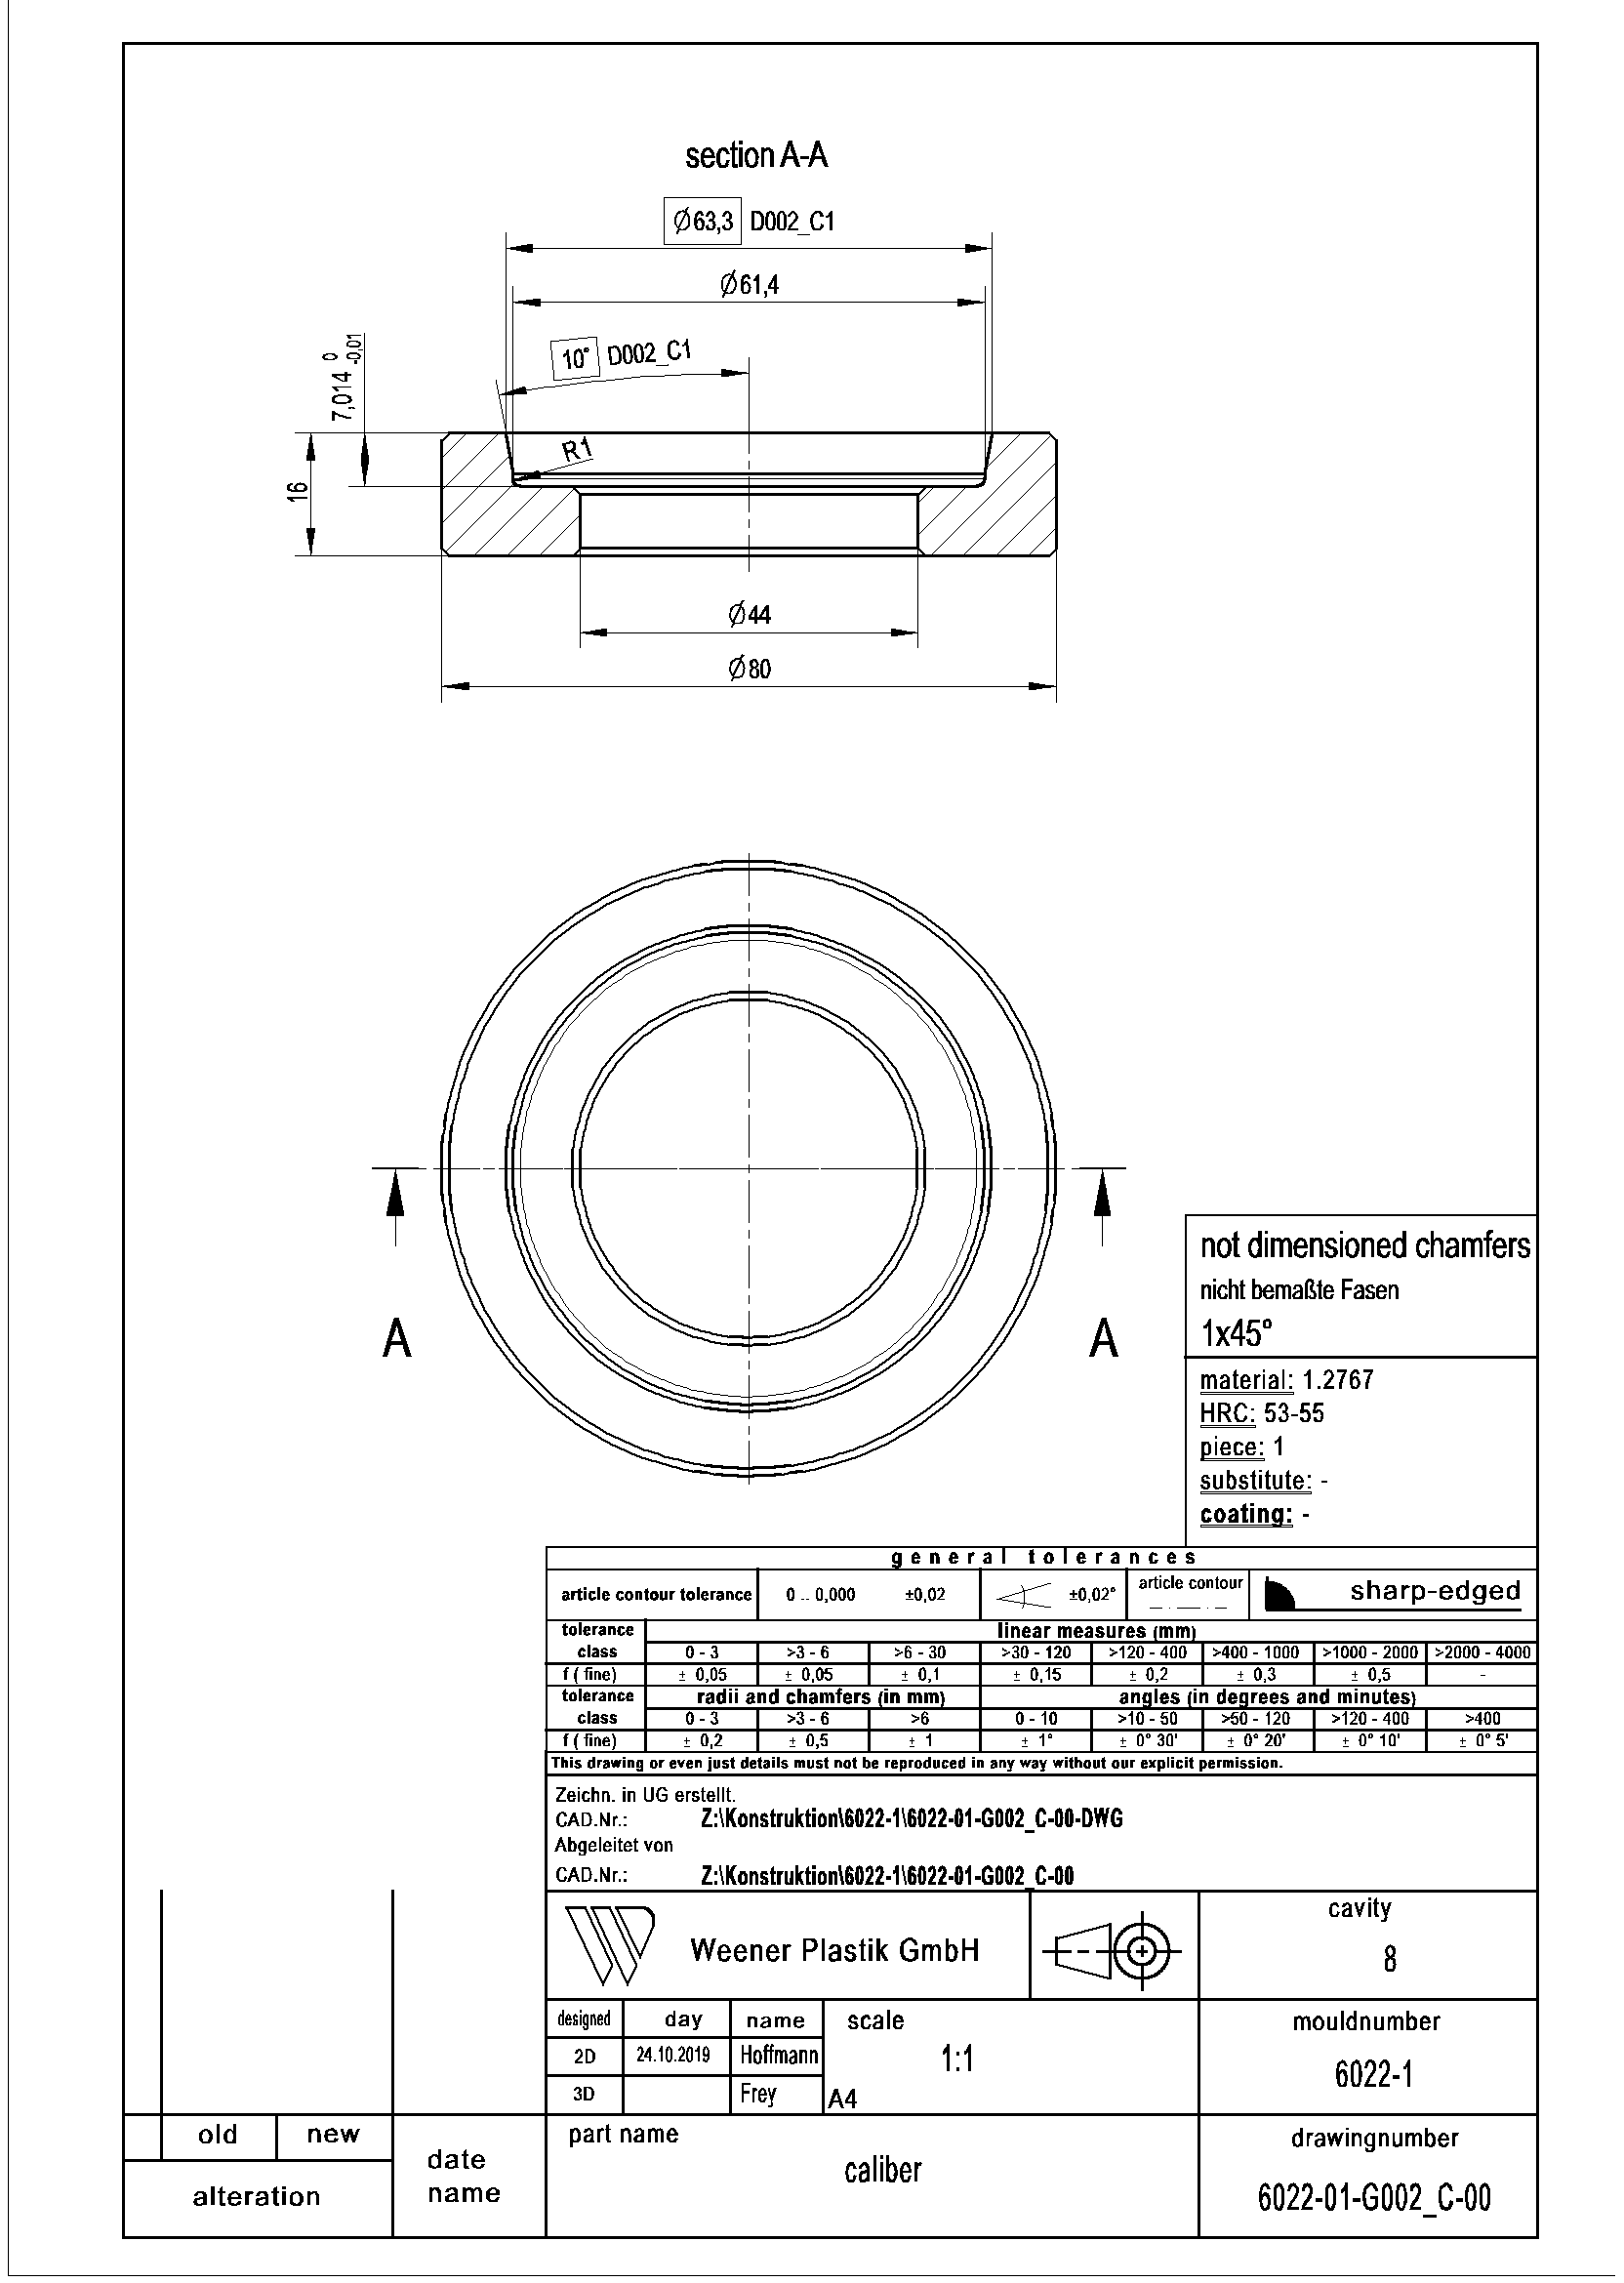 section A-A
Ø63,3 D002_C1
Ø61,4
10° D002_C1
7,014 0 -0,01
R1
16
Ø44
Ø80
A A
not dimensioned chamfers
nicht bemaßte Fasen
1x45°
material: 1.2767
HRC: 53-55
piece: 1
substitute: -
coating: -
general tolerances
article contour tolerance 0 .. 0,000 ±0,02 ±0,02° article contour sharp-edged
tolerance class linear measures (mm)
0 - 3 >3 - 6 >6 - 30 >30 - 120 >120 - 400 >400 - 1000 >1000 - 2000 >2000 - 4000
f ( fine) ± 0,05 ± 0,05 ± 0,1 ± 0,15 ± 0,2 ± 0,3 ± 0,5 -
tolerance class radii and chamfers (in mm) angles (in degrees and minutes)
0 - 3 >3 - 6 >6 0 - 10 >10 - 50 >50 - 120 >120 - 400 >400
f ( fine) ± 0,2 ± 0,5 ± 1 ± 1° ± 0° 30' ± 0° 20' ± 0° 10' ± 0° 5'
This drawing or even just details must not be reproduced in any way without our explicit permission.
Zeichn. in UG erstellt.
CAD.Nr.: Z:\Konstruktion\6022-1\6022-01-G002_C-00-DWG
Abgeleitet von
CAD.Nr.: Z:\Konstruktion\6022-1\6022-01-G002_C-00
Weener Plastik GmbH
cavity
8
designed day name
2D 24.10.2019 Hoffmann
3D Frey
scale
1:1
A4
mouldnumber
6022-1
old new
alteration
date
name
part name
caliber
drawingnumber
6022-01-G002_C-00